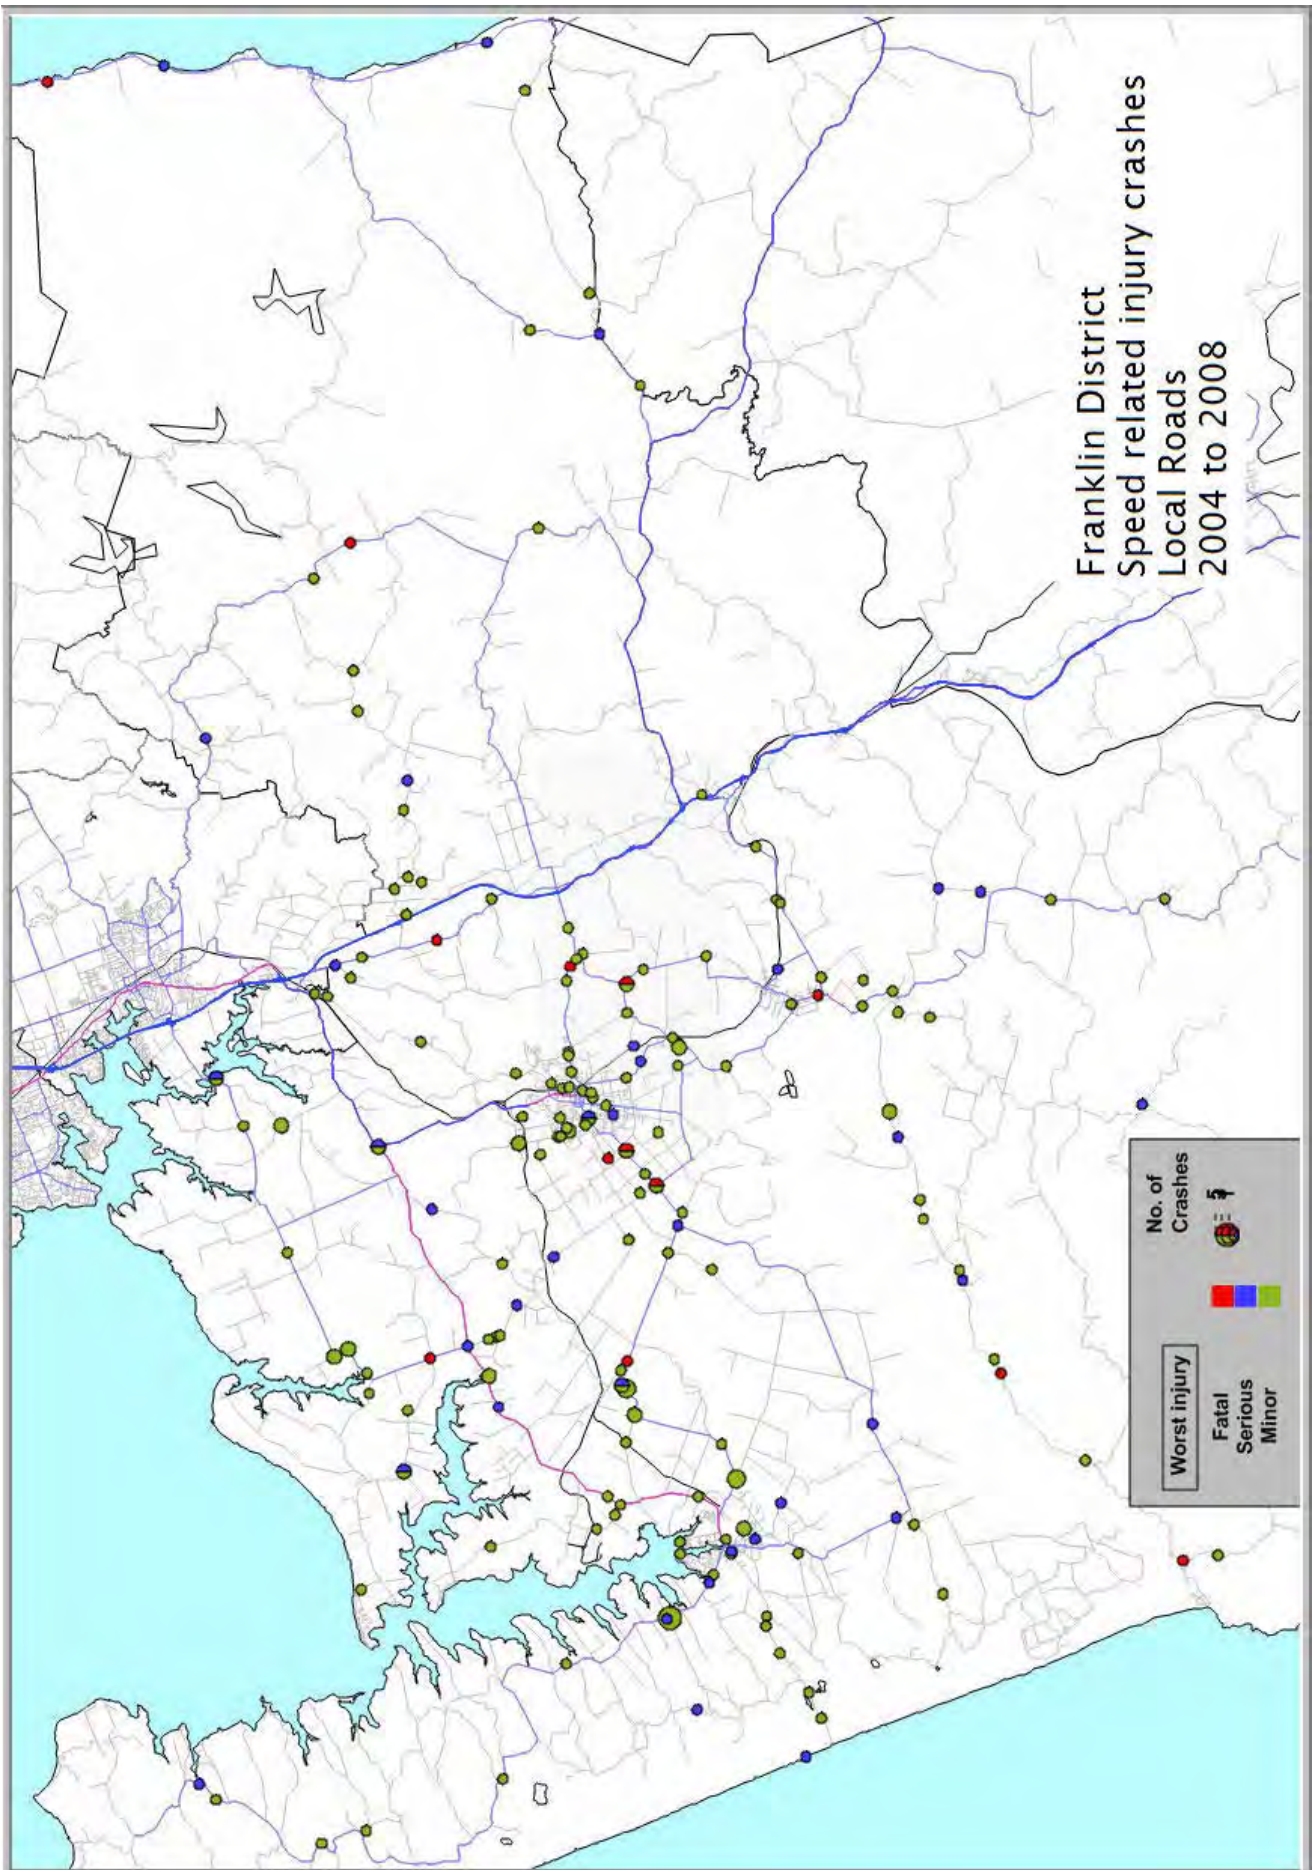 Franklin District
Speed related injury crashes
Local Roads
2004 to 2008
Worst injury
No. of
Crashes
Fatal
Serious
Minor